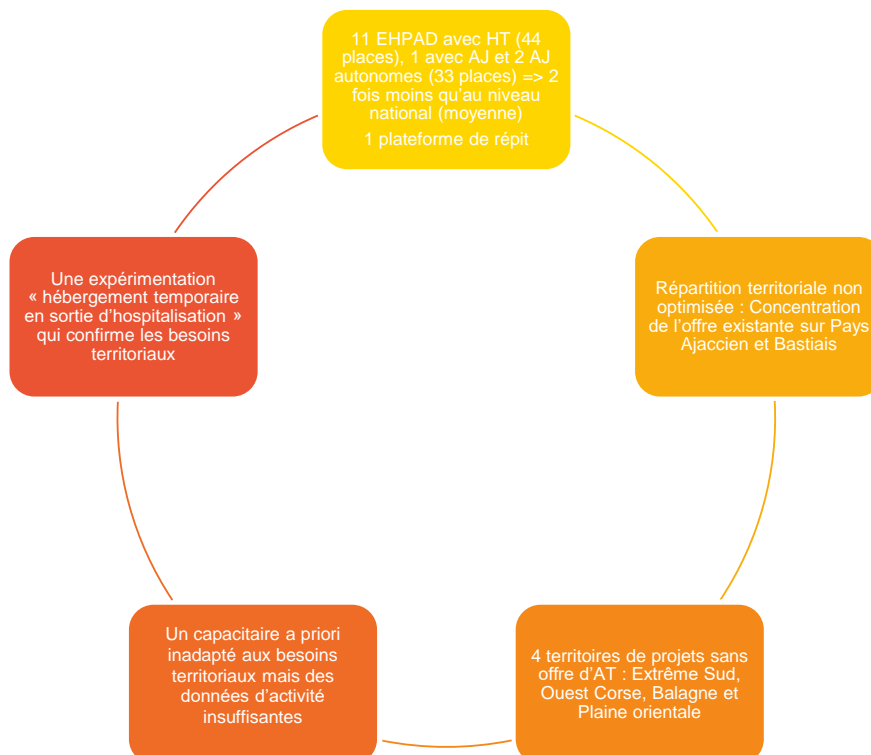 11 EHPAD avec HT (44
places), 1 avec AJ et 2 AJ
autonomes (33 places) => 2
fois moins qu'au niveau
national (moyenne)
1 plateforme de répit
Répartition territoriale non
optimisée : Concentration
de l'offre existante sur Pays
Ajaccien et Bastiais
4 territoires de projets sans
offre d'AT : Extrême Sud,
Ouest Corse, Balagne et
Plaine orientale
Un capacitaire a priori
inadapté aux besoins
territoriaux mais des
données d'activité
insuffisantes
Une expérimentation
« hébergement temporaire
en sortie d'hospitalisation »
qui confirme les besoins
territoriaux